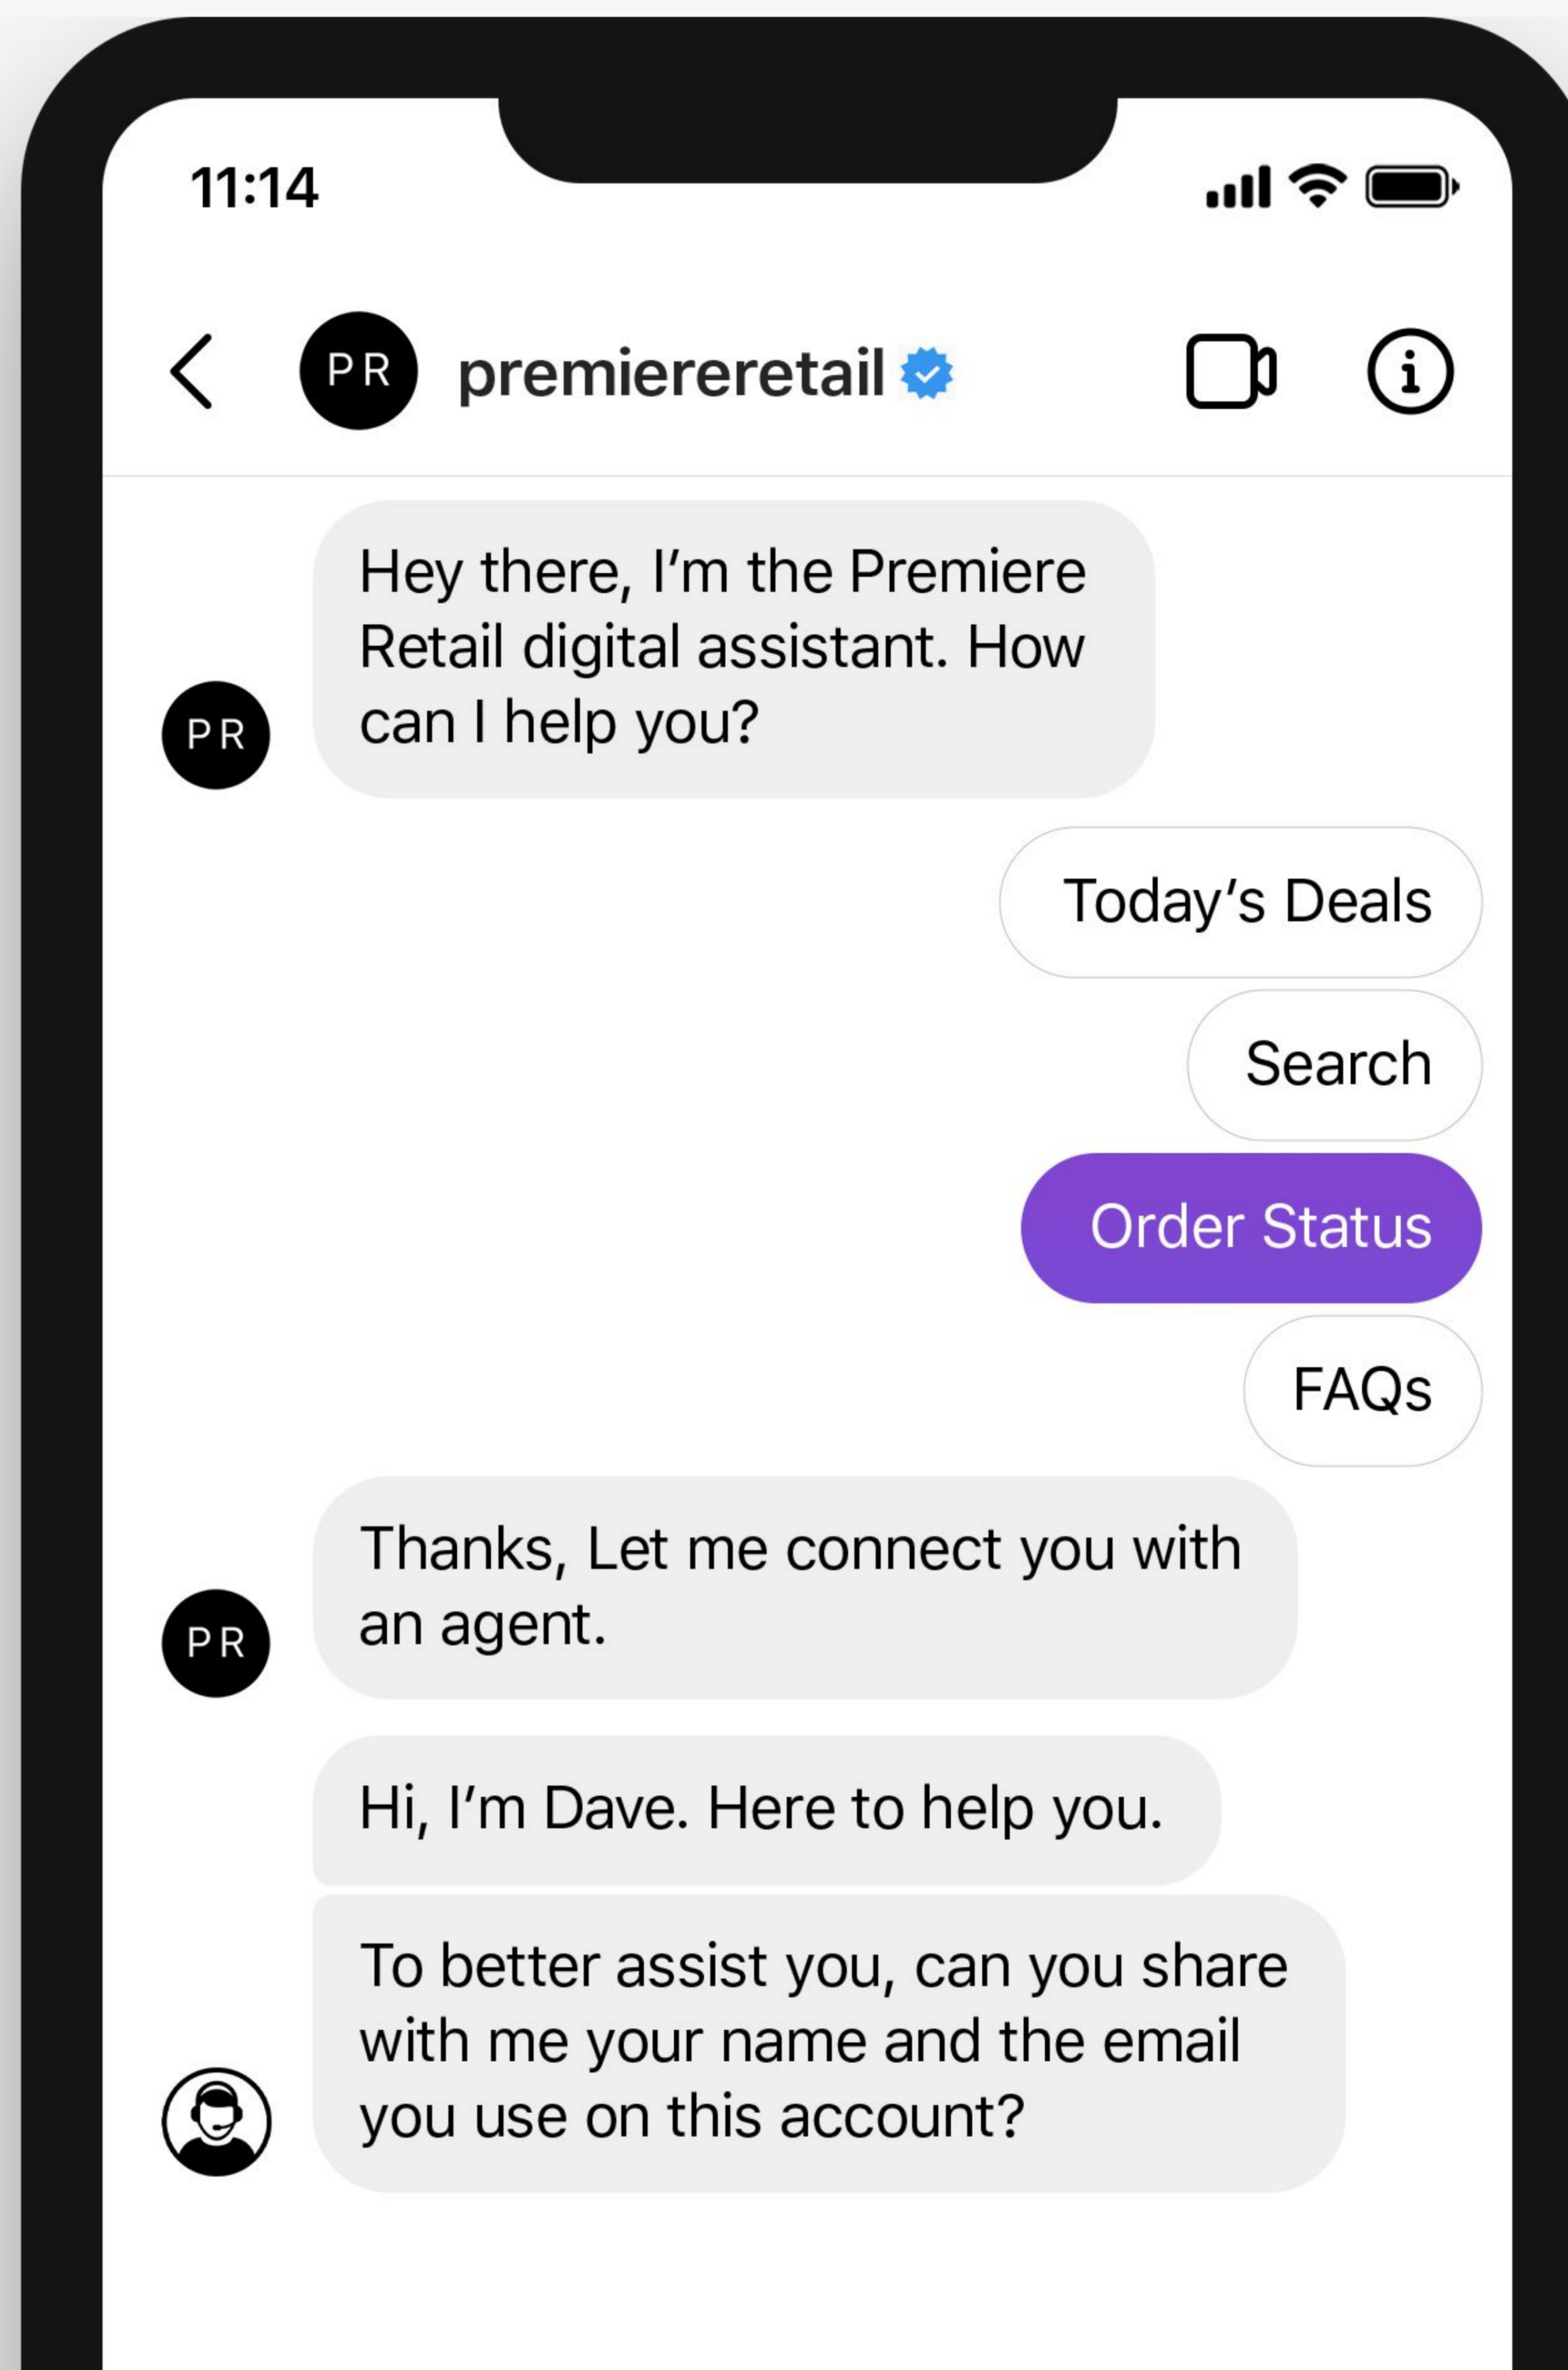 11:14
PR premiereretail
Hey there, I’m the Premiere
Retail digital assistant. How
can I help you?
PR
Today‘s Deals
Search
Order Status
FAQs
Thanks, Let me connect you with
an agent.
PR
Hi, I’m Dave. Here to help you.
To better assist you, can you share
with me your name and the email
you use on this account?